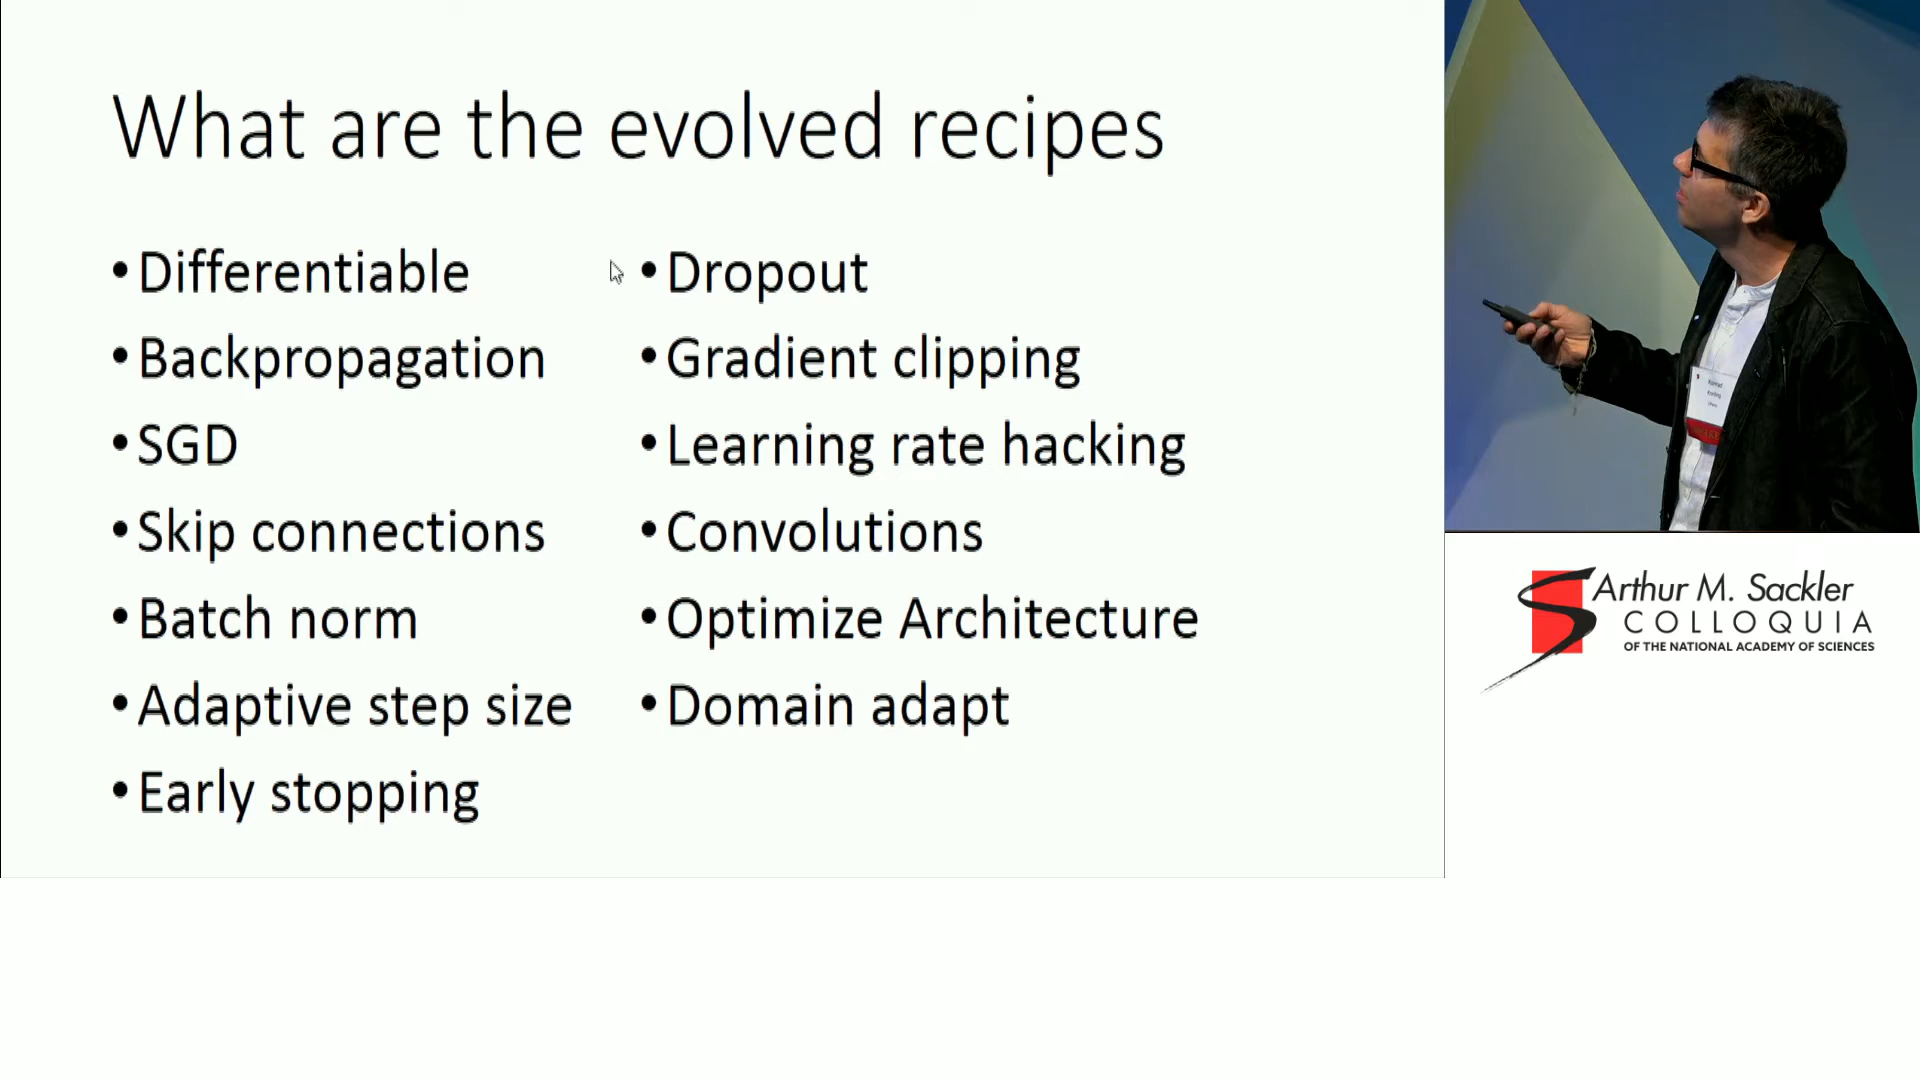 What are the evolved recipes
• Differentiable
• Backpropagation
• SGD
• Skip connections
• Batch norm
• Adaptive step size
• Early stopping
• Dropout
• Gradient clipping
• Learning rate hacking
• Convolutions
• Optimize Architecture
• Domain adapt
Arthur M. Sackler
COLLOQUIA
OF THE NATIONAL ACADEMY OF SCIENCES